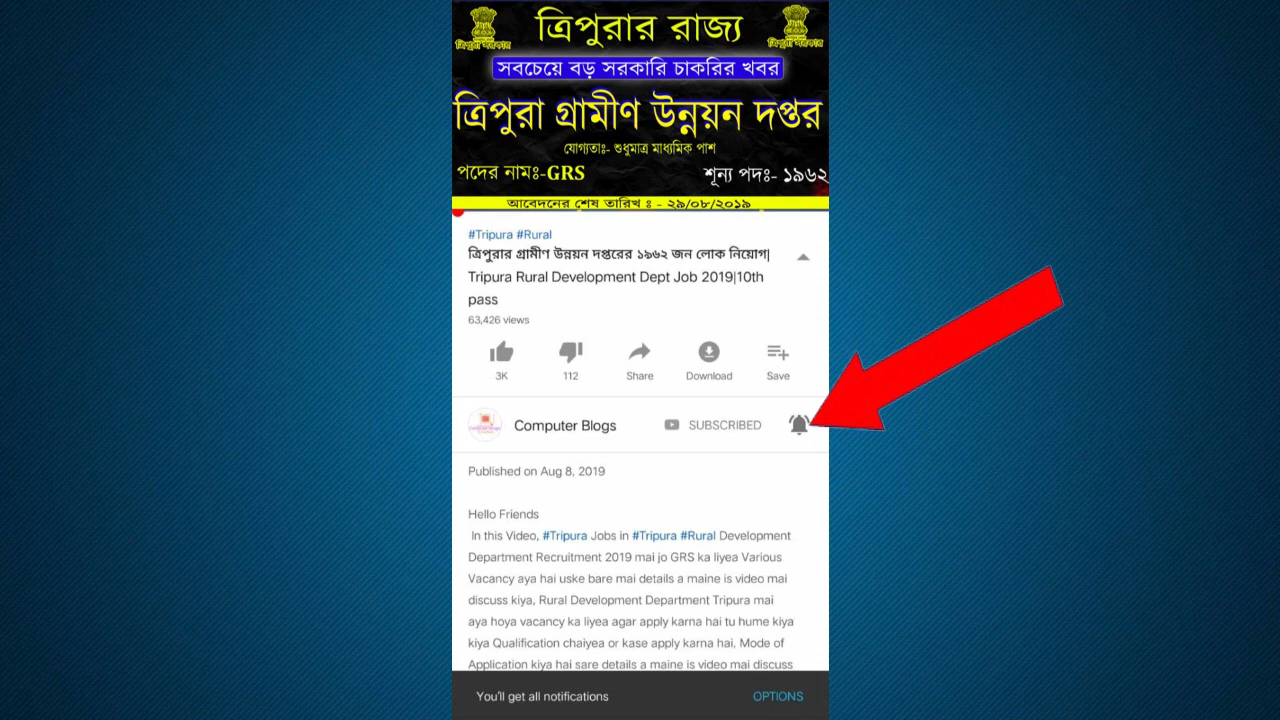 ত্রিপুরার রাজ্য
ত্রিপুরা সরকার
ত্রিপুরা সরকার
সবচেয়ে বড় সরকারি চাকরির খবর
ত্রিপুরা গ্রামীণ উন্নয়ন দপ্তর
যোগ্যতাঃ- শুধুমাত্র মাধ্যমিক পাশ
পদের নামঃ-GRS
শূন্য পদঃ- ১৯৬২
আবেদনের শেষ তারিখ ঃ - ২৯/০৮/২০১৯
#Tripura #Rural
ত্রিপুরার গ্রামীণ উন্নয়ন দপ্তরের ১৯৬২ জন লোক নিয়োগ|
Tripura Rural Development Dept Job 2019|10th
pass
63,426 views
3K 112 Share Download Save
Computer Blogs SUBSCRIBED
Published on Aug 8, 2019
Hello Friends
In this Video, #Tripura Jobs in #Tripura #Rural Development
Department Recruitment 2019 mai jo GRS ka liyea Various
Vacancy aya hai uske bare mai details a maine is video mai
discuss kiya, Rural Development Department Tripura mai
aya hoya vacancy ka liyea agar apply karna hai tu hume kiya
kiya Qualification chaiyea or kase apply karna hai, Mode of
Application kiya hai sare details a maine is video mai discuss
You'll get all notifications OPTIONS